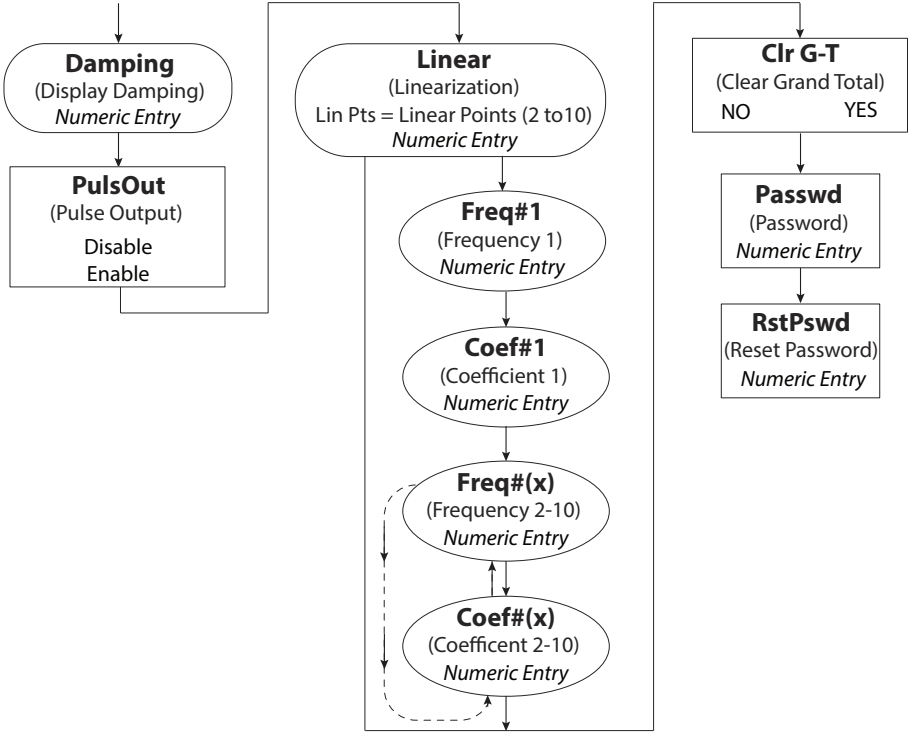 Damping
(Display Damping)
Numeric Entry
PulsOut
(Pulse Output)
Disable
Enable
Linear
(Linearization)
Lin Pts = Linear Points (2 to10)
Numeric Entry
Freq#1
(Frequency 1)
Numeric Entry
Coef#1
(Coefficient 1)
Numeric Entry
Freq#(x)
(Frequency 2-10)
Numeric Entry
Coef#(x)
(Coefficent 2-10)
Numeric Entry
Clr G-T
(Clear Grand Total)
NO YES
Passwd
(Password)
Numeric Entry
RstPswd
(Reset Password)
Numeric Entry